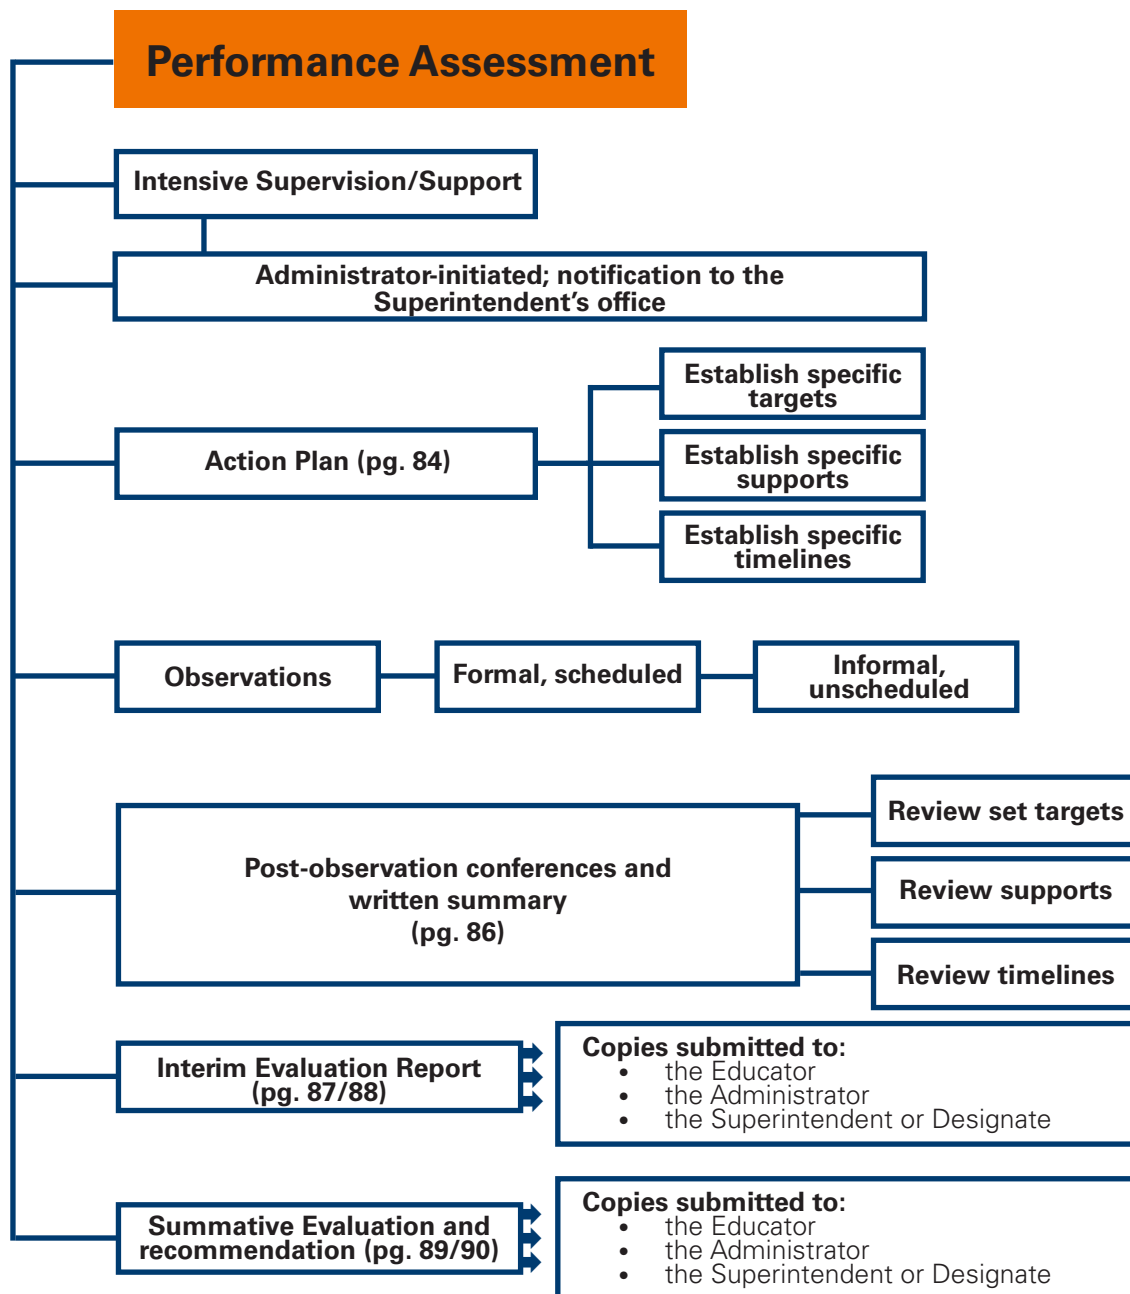 Performance Assessment
Intensive Supervision/Support
Administrator-initiated; notification to the
Superintendent’s office
Establish specific
targets
Action Plan (pg. 84)
Establish specific
supports
Establish specific
timelines
Observations
Formal, scheduled
Informal,
unscheduled
Review set targets
Post-observation conferences and
written summary
(pg. 86)
Review supports
Review timelines
Interim Evaluation Report
(pg. 87/88)
Copies submitted to:
• the Educator
• the Administrator
• the Superintendent or Designate
Summative Evaluation and
recommendation (pg. 89/90)
Copies submitted to:
• the Educator
• the Administrator
• the Superintendent or Designate